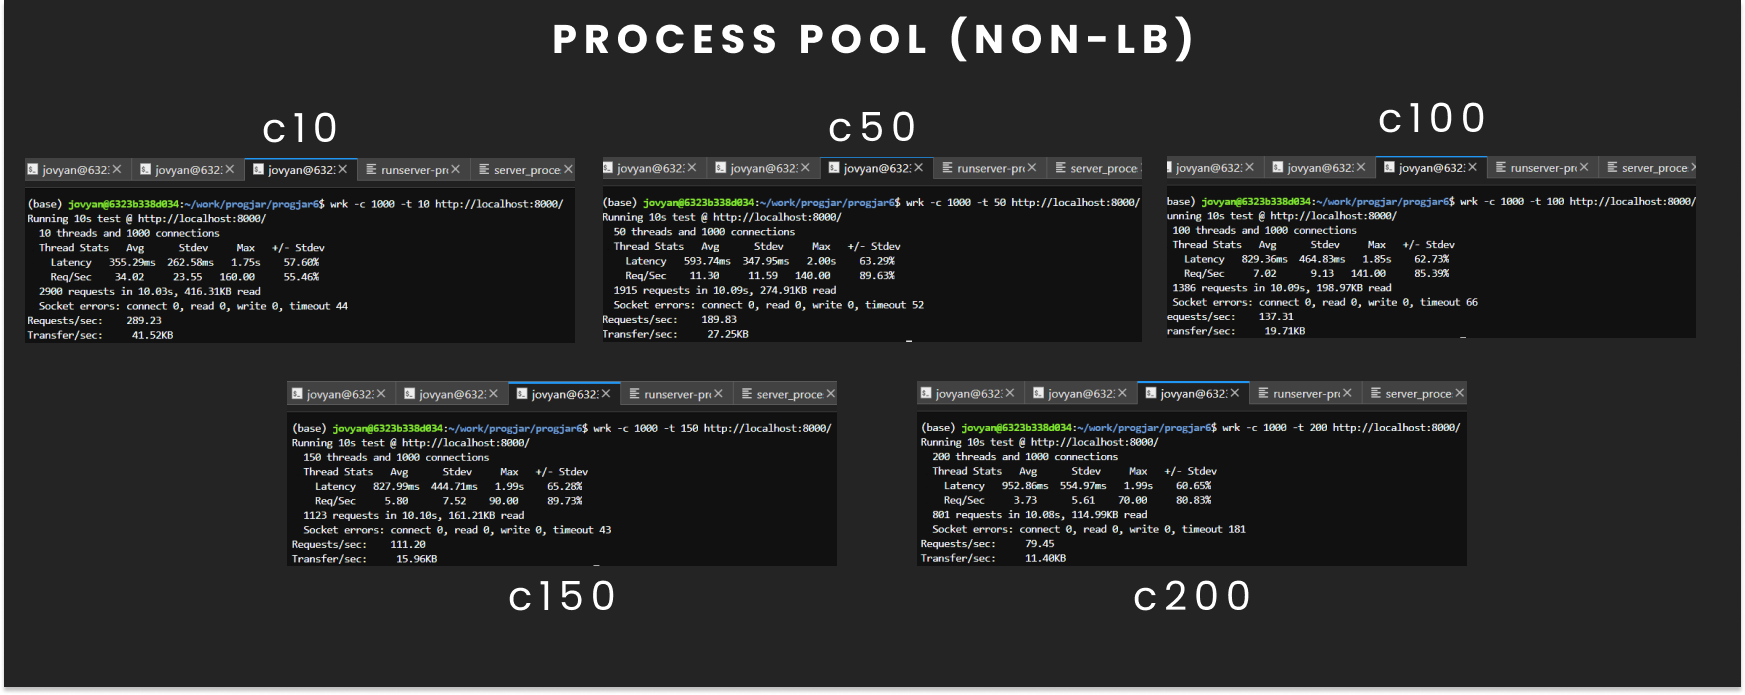 PROCESS POOL (NON-LB)
c10
jovyan@632: jovyan@632: jovyan@632: runserver-pro server_proce
(base) jovyan@6323b338d034:~/work/progjar/progjar6$ wrk -c 1000 -t 10 http://localhost:8000/
Running 10s test @ http://localhost:8000/
10 threads and 1000 connections
Thread Stats Avg Stdev Max +/- Stdev
Latency 355.29ms 262.58ms 1.75s 57.60%
Req/Sec 34.02 23.55 160.00 55.46%
2900 requests in 10.03s, 416.31KB read
Socket errors: connect 0, read 0, write 0, timeout 44
Requests/sec: 289.23
Transfer/sec: 41.52KB
c50
jovyan@632: jovyan@632: jovyan@632: runserver-pro server_proce
(base) jovyan@6323b338d034:~/work/progjar/progjar6$ wrk -c 1000 -t 50 http://localhost:8000/
Running 10s test @ http://localhost:8000/
50 threads and 1000 connections
Thread Stats Avg Stdev Max +/- Stdev
Latency 593.74ms 347.95ms 2.00s 63.29%
Req/Sec 11.30 11.59 140.00 89.63%
1915 requests in 10.09s, 274.91KB read
Socket errors: connect 0, read 0, write 0, timeout 52
Requests/sec: 189.83
Transfer/sec: 27.25KB
c100
jovyan@632: jovyan@632: jovyan@632: runserver-pro server_proce
base) jovyan@6323b338d034:~/work/progjar/progjar6$ wrk -c 1000 -t 100 http://localhost:8000/
unning 10s test @ http://localhost:8000/
100 threads and 1000 connections
Thread Stats Avg Stdev Max +/- Stdev
Latency 829.36ms 464.83ms 1.85s 62.73%
Req/Sec 7.02 9.13 141.00 85.39%
1386 requests in 10.09s, 198.97KB read
Socket errors: connect 0, read 0, write 0, timeout 66
equests/sec: 137.31
ransfer/sec: 19.71KB
jovyan@632: jovyan@632: jovyan@632: runserver-pro server_proce
(base) jovyan@6323b338d034:~/work/progjar/progjar6$ wrk -c 1000 -t 150 http://localhost:8000/
Running 10s test @ http://localhost:8000/
150 threads and 1000 connections
Thread Stats Avg Stdev Max +/- Stdev
Latency 827.99ms 444.71ms 1.99s 65.28%
Req/Sec 5.80 7.52 90.00 89.73%
1123 requests in 10.10s, 161.21KB read
Socket errors: connect 0, read 0, write 0, timeout 43
Requests/sec: 111.20
Transfer/sec: 15.96KB
c150
jovyan@632: jovyan@632: jovyan@632: runserver-pro server_proce
(base) jovyan@6323b338d034:~/work/progjar/progjar6$ wrk -c 1000 -t 200 http://localhost:8000/
Running 10s test @ http://localhost:8000/
200 threads and 1000 connections
Thread Stats Avg Stdev Max +/- Stdev
Latency 952.86ms 554.97ms 1.99s 60.65%
Req/Sec 3.73 5.61 70.00 80.83%
801 requests in 10.08s, 114.99KB read
Socket errors: connect 0, read 0, write 0, timeout 181
Requests/sec: 79.45
Transfer/sec: 11.40KB
c200